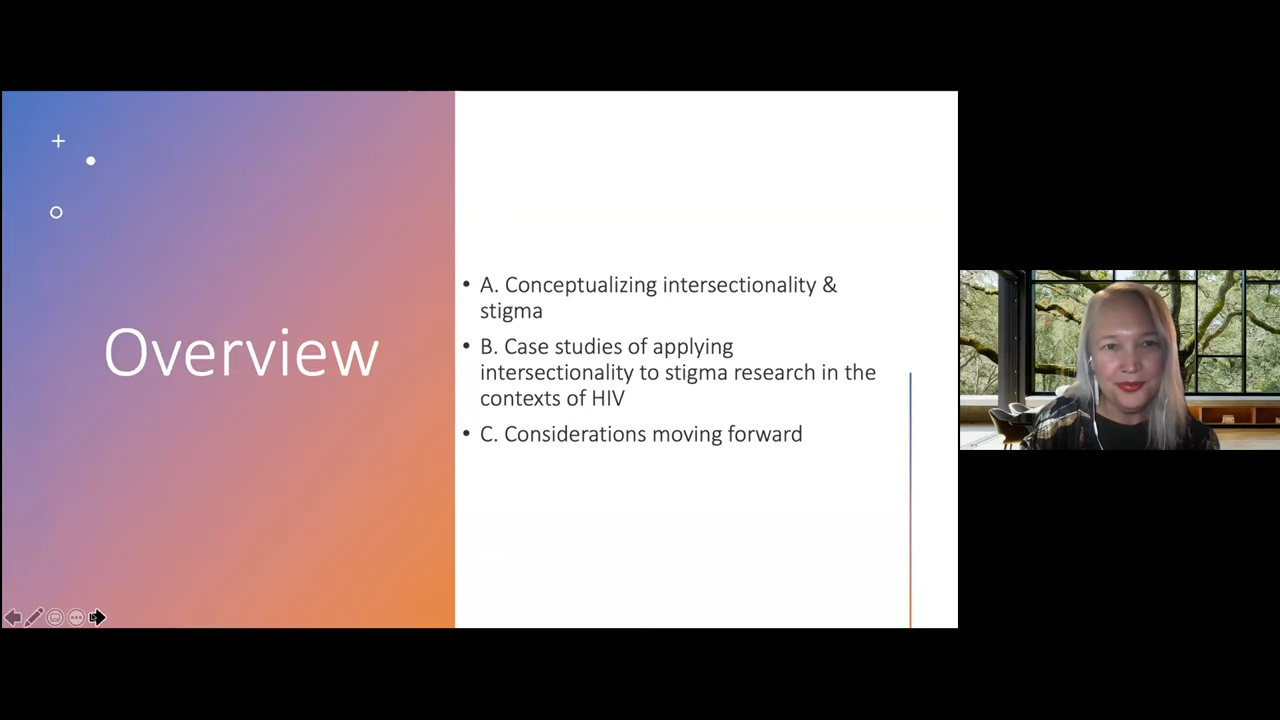 Overview
• A. Conceptualizing intersectionality &
stigma
• B. Case studies of applying
intersectionality to stigma research in the
contexts of HIV
• C. Considerations moving forward